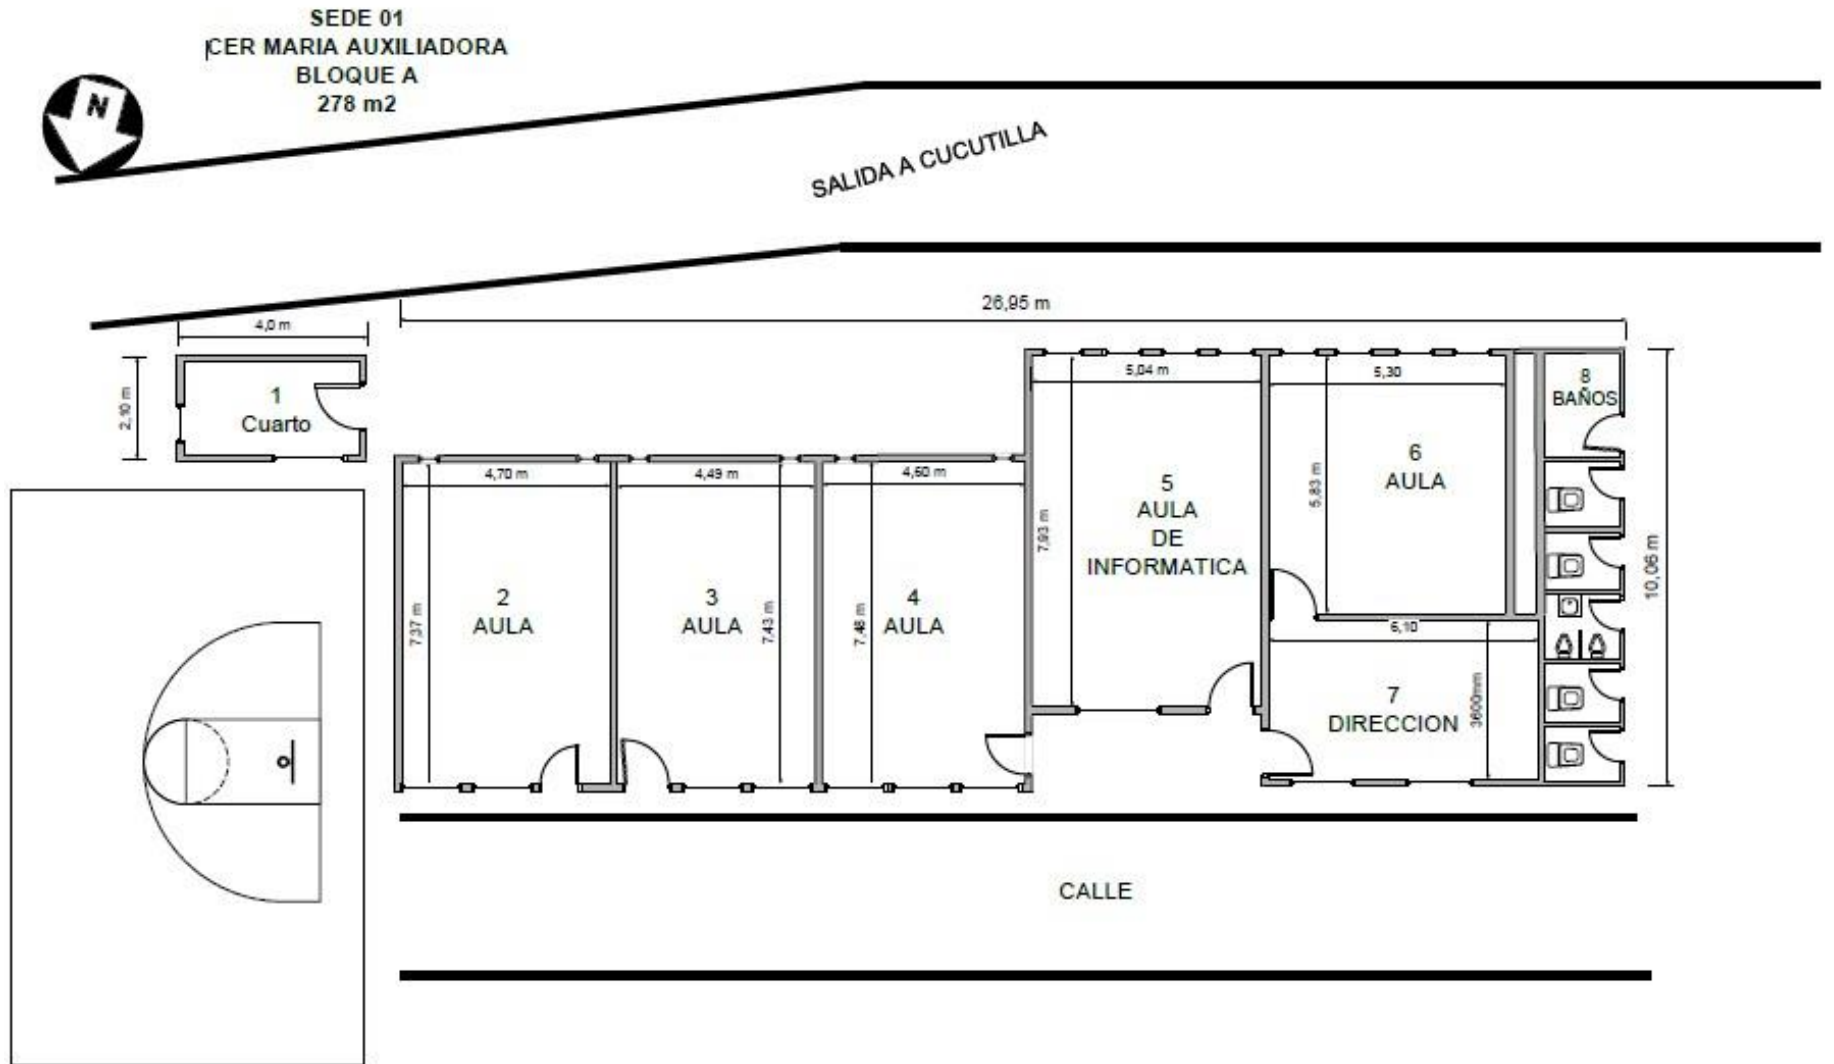 SEDE 01
CER MARIA AUXILIADORA
BLOQUE A
278 m2
N
SALIDA A CUCUTILLA
26,95 m
4,0 m
2,10 m
1
Cuarto
5,04 m
5,30
8
BAÑOS
4,70 m
4,49 m
4,60 m
6
AULA
5,83 m
5
AULA
DE
INFORMATICA
7,93 m
10,06 m
2
AULA
7,37 m
3
AULA
7,43 m
4
AULA
7,48 m
6,10
7
DIRECCION
3600mm
CALLE